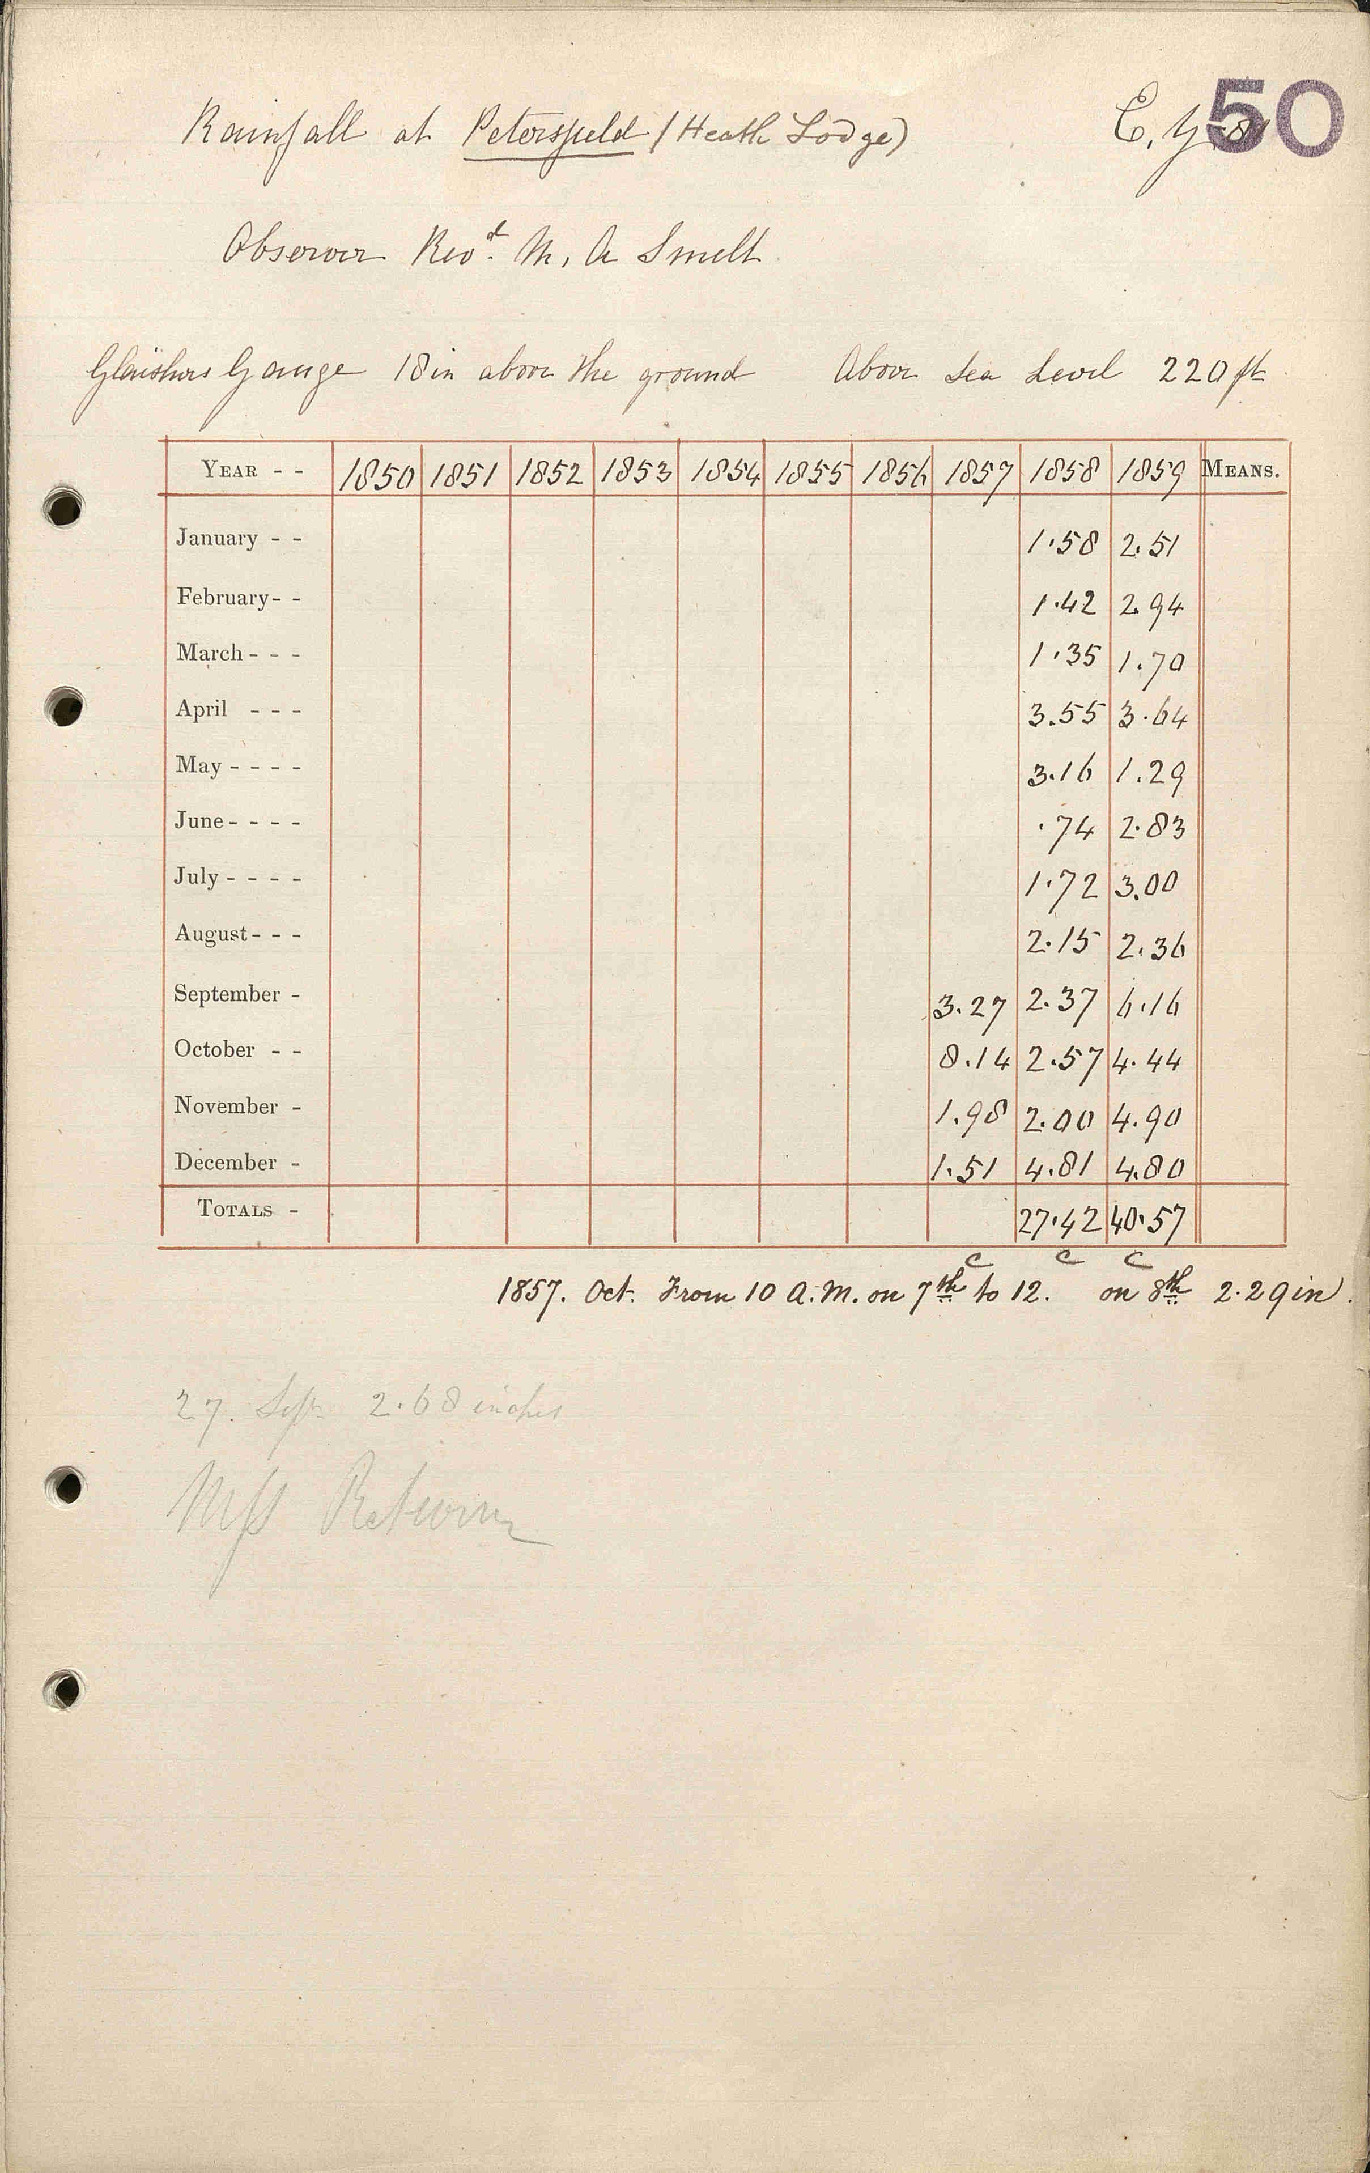 50
Rainfall at Petersfield (Heath Lodge)
Observer Revd. M, A Smelt
Glaishers Gauge 18in above the ground Above Sea Level 220 ft
YEAR - - 1850 1851 1852 1853 1854 1855 1856 1857 1858 1859 MEANS.
January - - 1.58 2.51
February - - 1.42 2.94
March - - - 1.35 1.70
April - - - 3.55 3.64
May - - - - 3.16 1.29
June - - - - .74 2.83
July - - - - 1.72 3.00
August - - - 2.15 2.36
September - 3.27 2.37 6.16
October - - 8.14 2.57 4.44
November - 1.98 2.00 4.90
December - 1.51 4.81 4.80
TOTALS - 27.42 40.57
c c c
1857. Oct. From 10 A.M. on 7th to 12. on 8th 2.29in.
27. Sep. 2.68 inches
Mss Returns